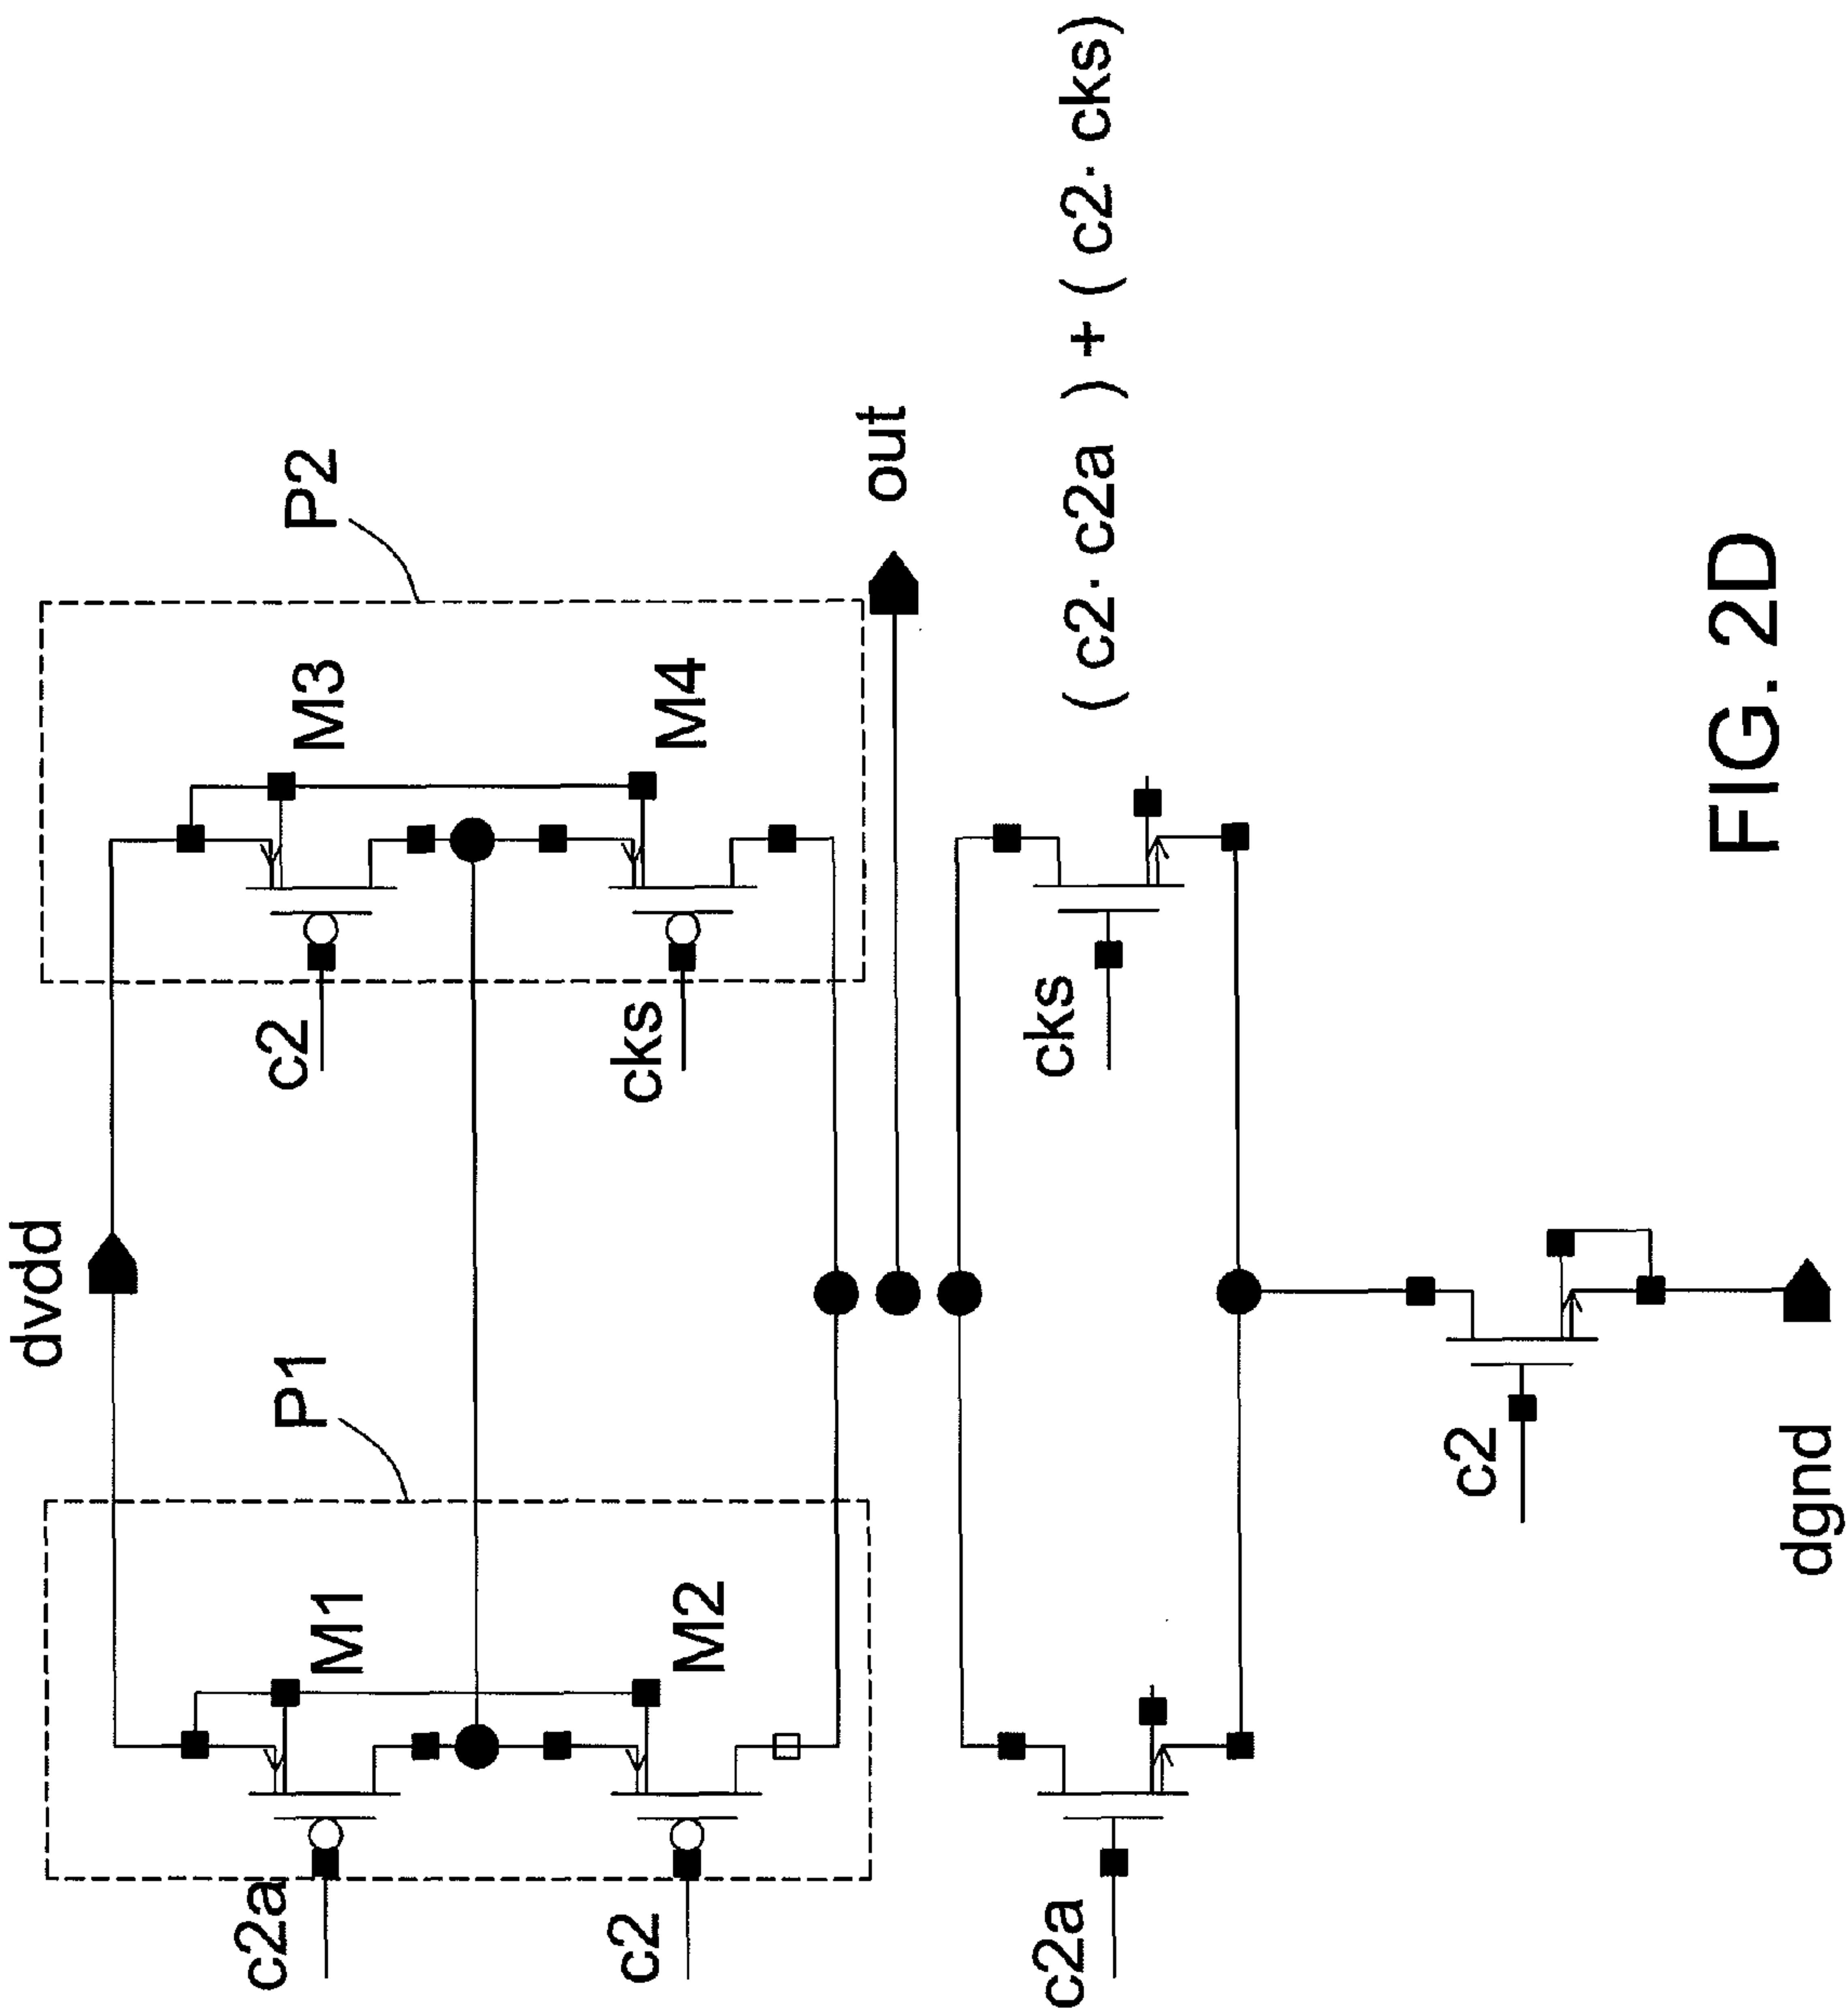 dvdd
P1
P2
c2a
M1
c2
M3
c2
M2
cks
M4
out
c2a
cks
( c2· c2a ) + ( c2· cks)
c2
dgnd
FIG. 2D